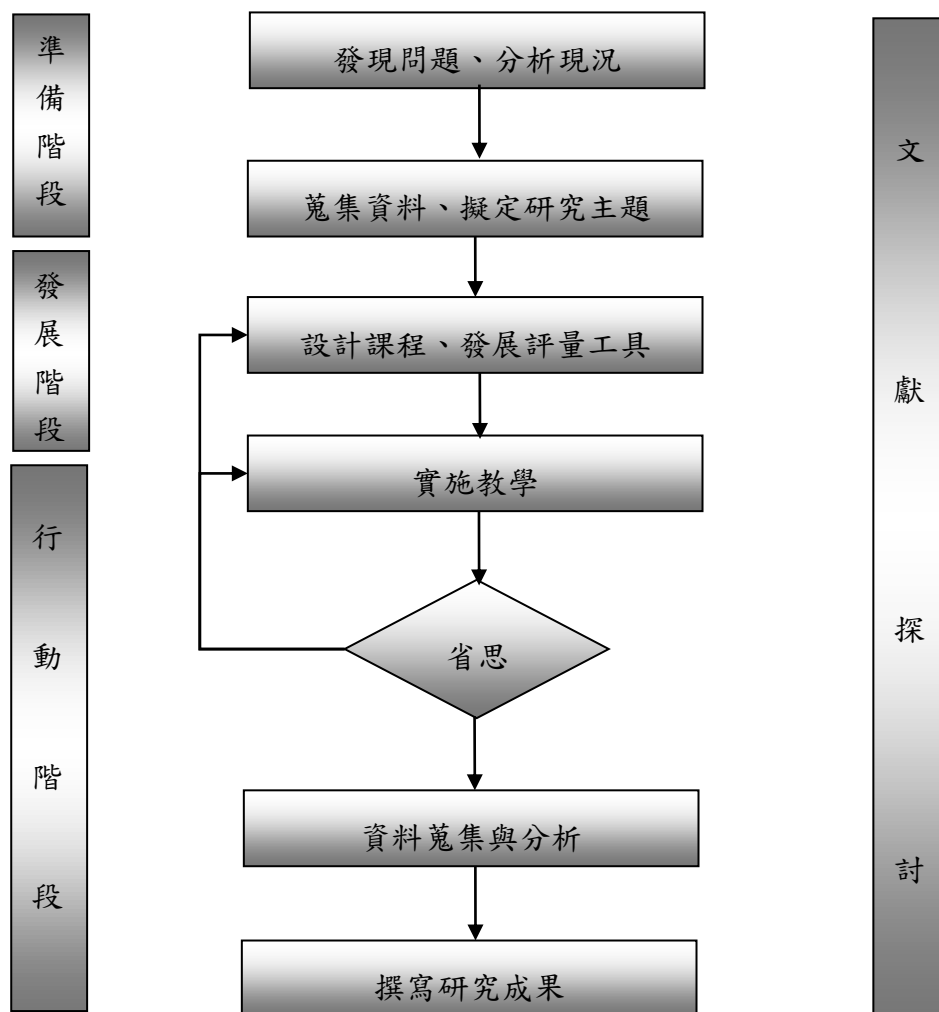 準備階段
發現問題、分析現況
蒐集資料、擬定研究主題
發展階段
設計課程、發展評量工具
行動階段
實施教學
省思
資料蒐集與分析
撰寫研究成果
文獻探討